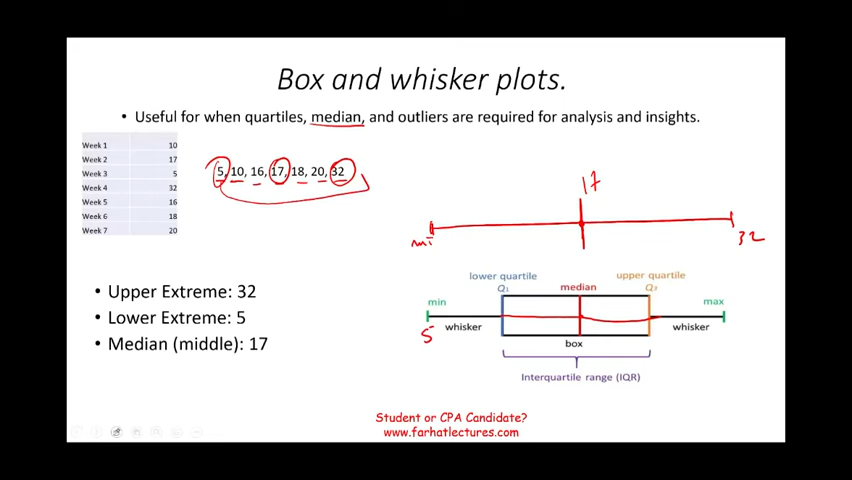 Box and whisker plots.
• Useful for when quartiles, median, and outliers are required for analysis and insights.
Week 1 10
Week 2 17
Week 3 5
Week 4 32
Week 5 16
Week 6 18
Week 7 20
5, 10, 16, 17, 18, 20, 32
17
32
• Upper Extreme: 32
• Lower Extreme: 5
• Median (middle): 17
lower quartile median upper quartile
Q1
min max
whisker whisker
5
box
Interquartile range (IQR)
Student or CPA Candidate?
www.farhatlectures.com